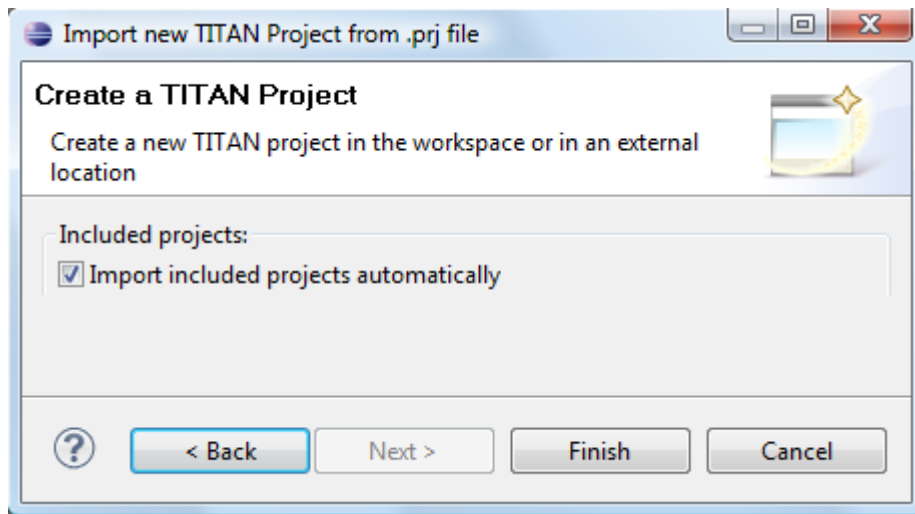 Import new TITAN Project from .prj file
Create a TITAN Project
Create a new TITAN project in the workspace or in an external
location
Included projects:
Import included projects automatically
?
< Back
Next >
Finish
Cancel